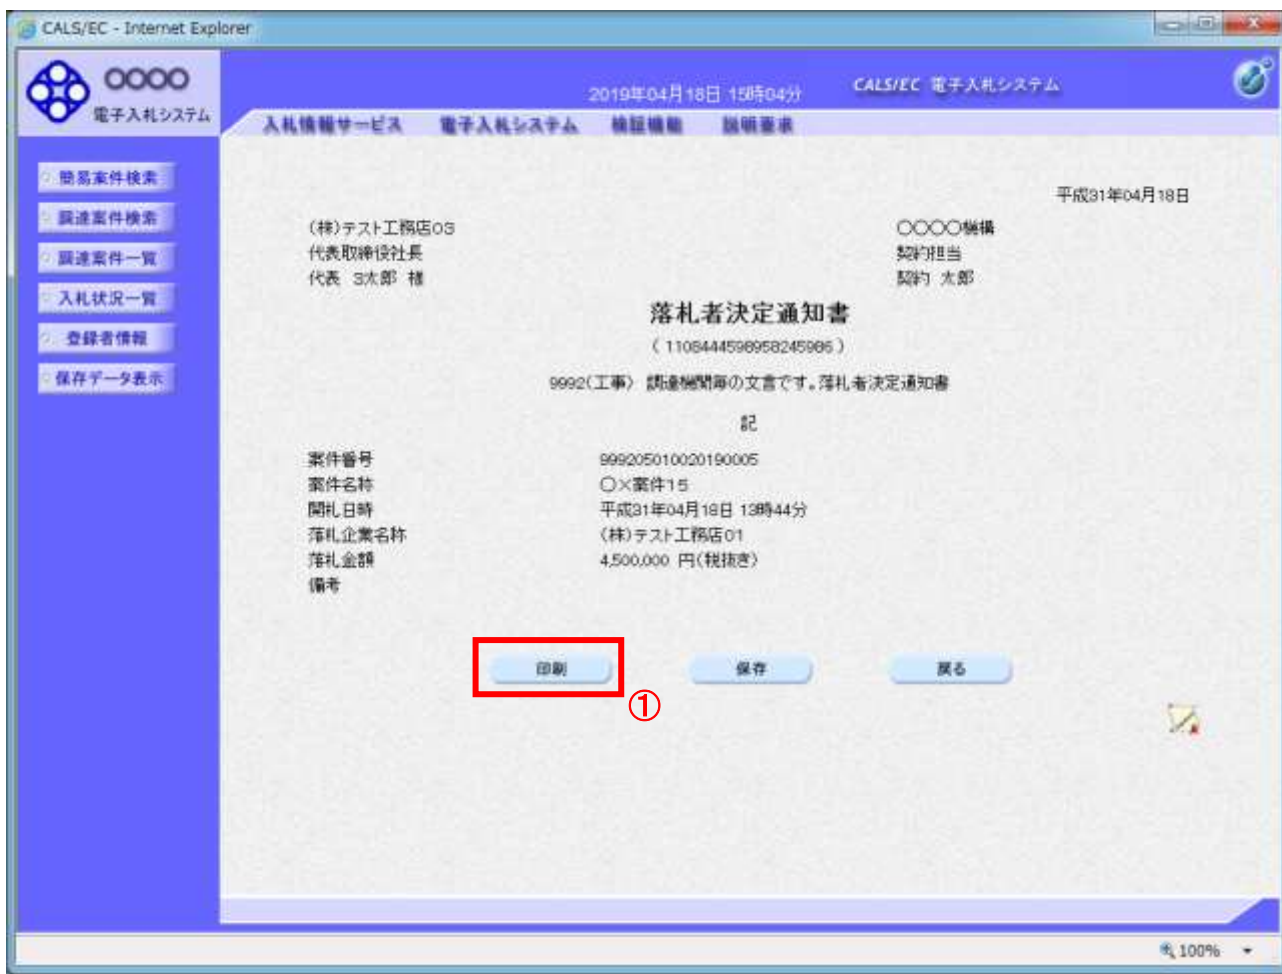 CALS/EC - Internet Explorer
○○○○
電子入札システム
2019年04月18日 15時04分
CALS/EC 電子入札システム
入札情報サービス 電子入札システム 検証機能 説明要求
簡易案件検索
調達案件検索
調達案件一覧
入札状況一覧
登録者情報
保存データ表示
平成31年04月18日
(株)テスト工務店03
代表取締役社長
代表 3太郎 様
○○○○機構
契約担当
契約 太郎
落札者決定通知書
( 1108444598958245986 )
9992(工事) 調達機関毎の文言です。落札者決定通知書
記
案件番号 999205010020190005
案件名称 ○×案件15
開札日時 平成31年04月18日 13時44分
落札企業名称 (株)テスト工務店01
落札金額 4,500,000 円(税抜き)
備考
印刷 保存 戻る
①
100%